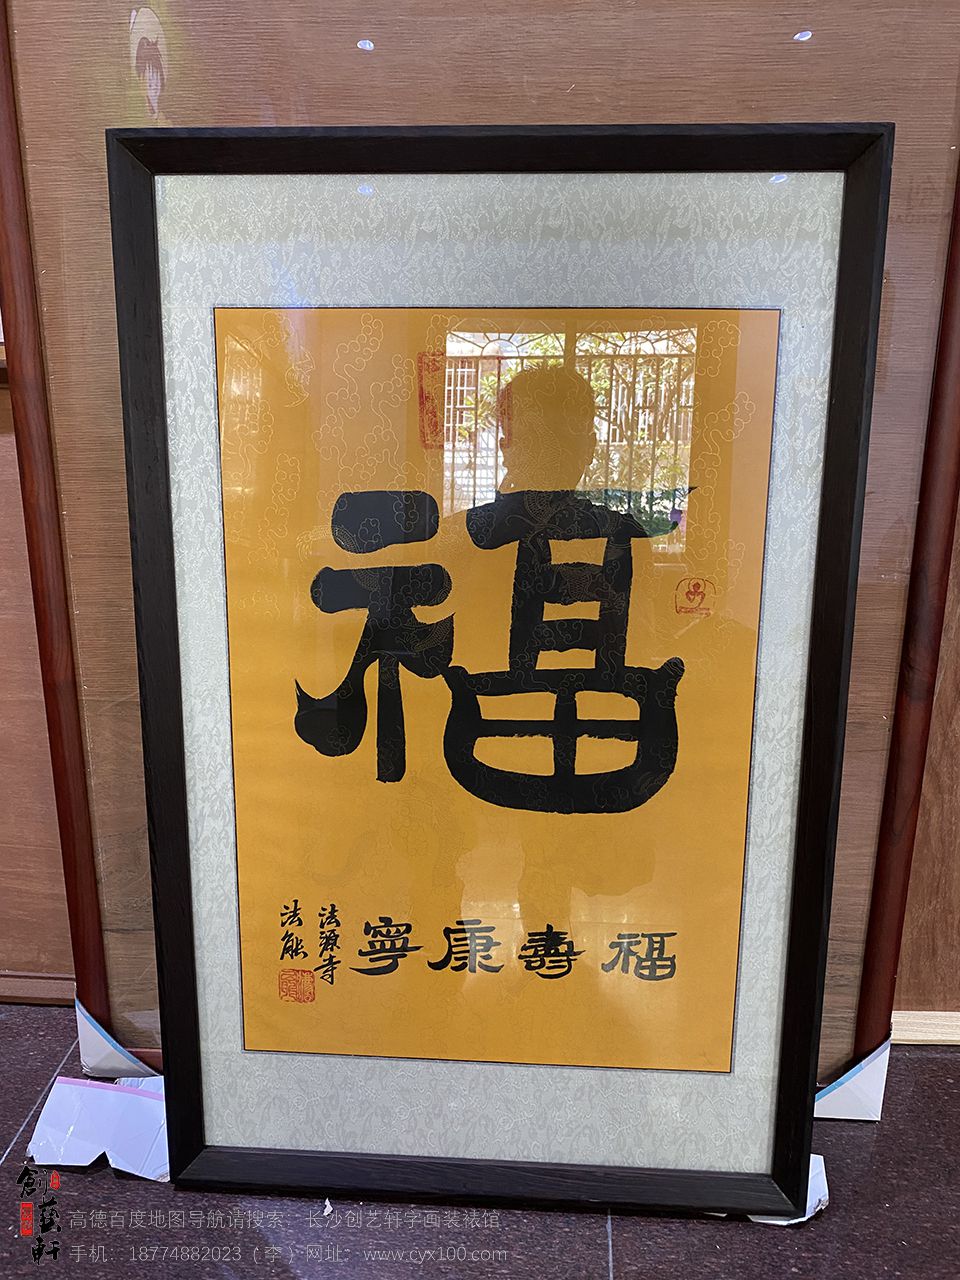 福
福壽康寧
法源寺
法能
創藝軒
高德百度地图导航请搜索：长沙创艺轩字画装裱馆
手机：18774882023（李）网址：www.cyx100.com